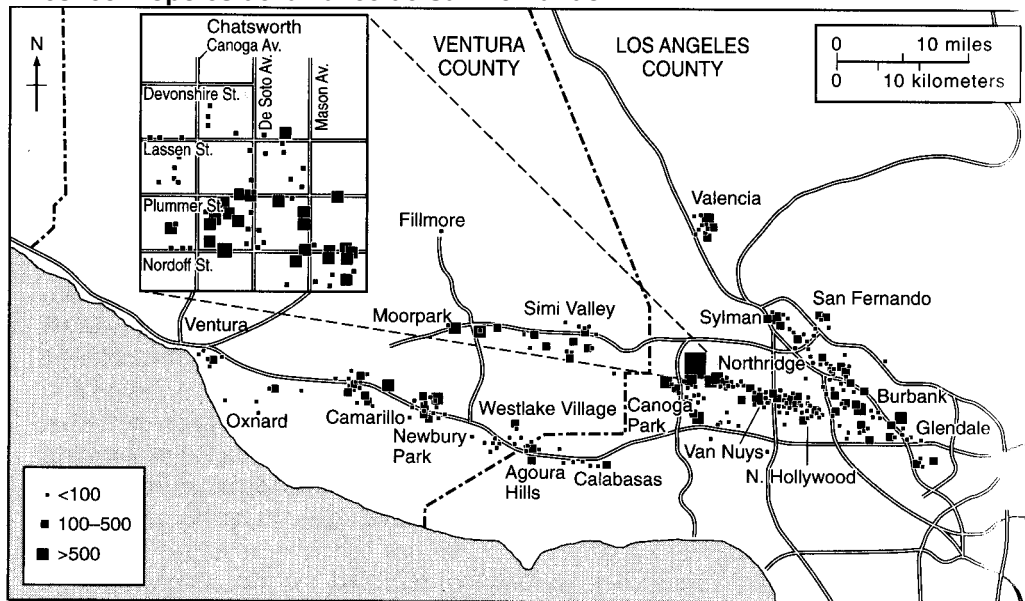 N
Chatsworth
Canoga Av.
De Soto Av.
Mason Av.
Devonshire St.
Lassen St.
Plummer St.
Nordoff St.
VENTURA
COUNTY
LOS ANGELES
COUNTY
0 10 miles
0 10 kilometers
Valencia
Fillmore
Simi Valley
Moorpark
Ventura
Sylmar
San Fernando
Northridge
Burbank
Oxnard
Camarillo
Newbury
Park
Westlake Village
Canoga
Park
Van Nuys
Glendale
Agoura
Hills
Calabasas
N. Hollywood
<100
100–500
>500